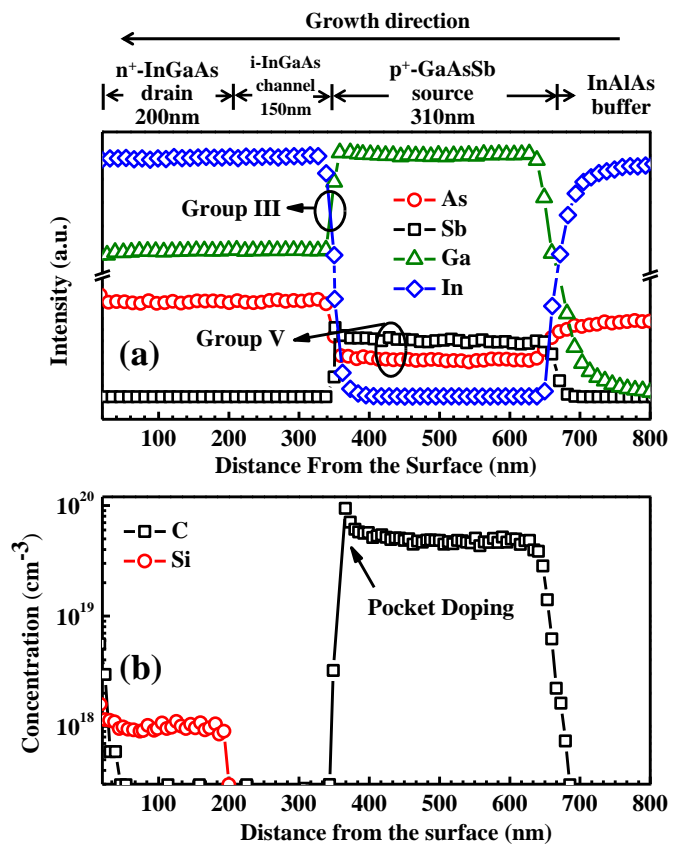 Growth direction
n⁺-InGaAs drain 200nm
i-InGaAs channel 150nm
p⁺-GaAsSb source 310nm
InAlAs buffer
Intensity (a.u.)
Group III
As
Sb
Ga
In
Group V
(a)
100 200 300 400 500 600 700 800
Distance From the Surface (nm)
Concentration (cm⁻³)
10²⁰
10¹⁹
10¹⁸
C
Si
Pocket Doping
(b)
100 200 300 400 500 600 700 800
Distance from the surface (nm)